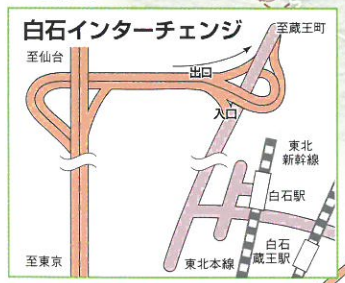 白石インターチェンジ
至仙台
至蔵王町
出口
入口
東北
新幹線
白石駅
白石
蔵王駅
東北本線
至東京